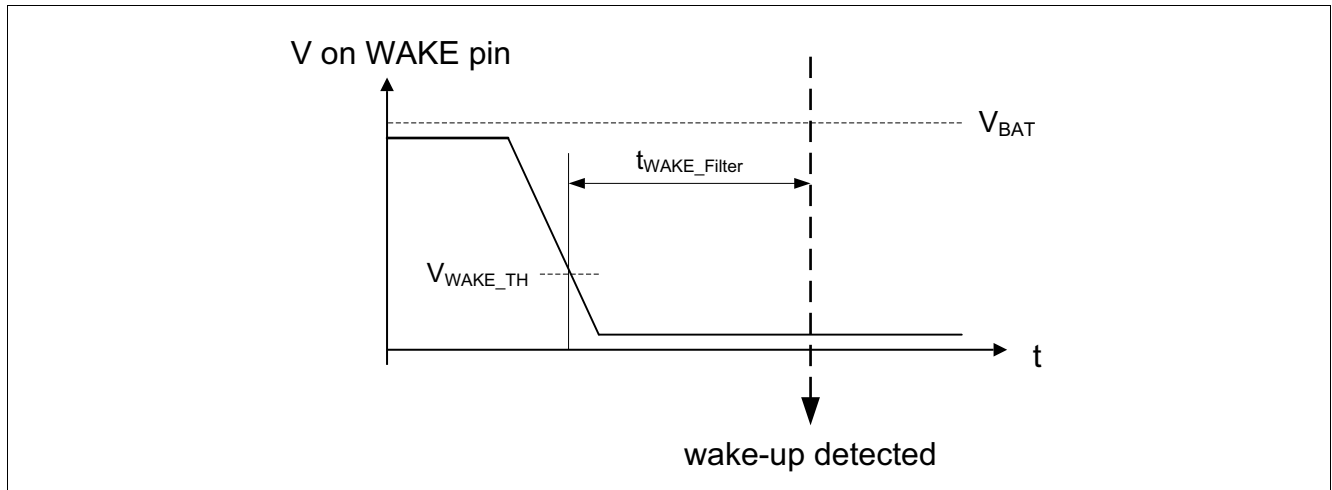 V on WAKE pin
V_BAT
t_WAKE_Filter
V_WAKE_TH
t
wake-up detected